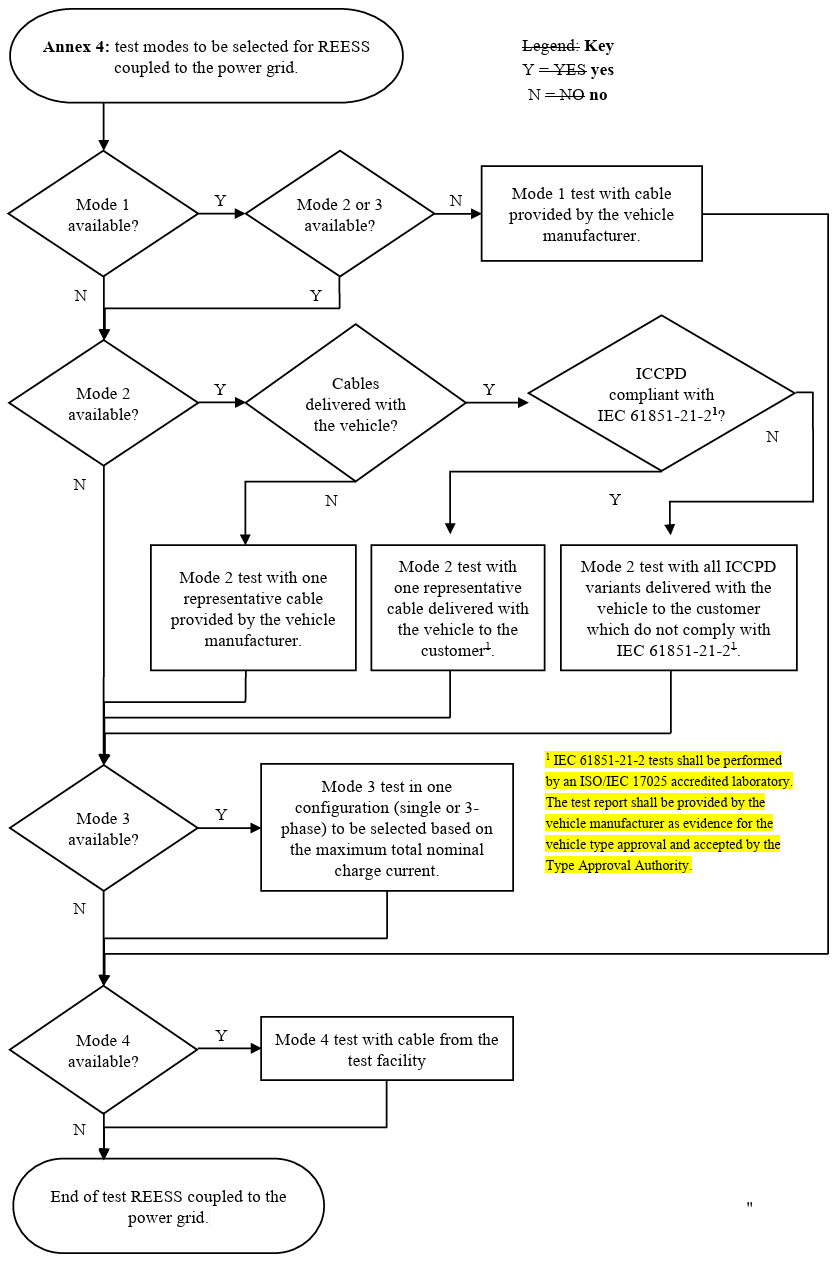 Annex 4: test modes to be selected for REESS
coupled to the power grid.
Legend: Key
Y = YES yes
N = NO no
Mode 1
available?
Y
Mode 2 or 3
available?
N
Mode 1 test with cable
provided by the vehicle
manufacturer.
N
Y
Mode 2
available?
Y
Cables
delivered with
the vehicle?
Y
ICCPD
compliant with
IEC 61851-21-2¹?
N
N
N
Y
Mode 2 test with one
representative cable
provided by the vehicle
manufacturer.
Mode 2 test with
one representative
cable delivered with
the vehicle to the
customer¹.
Mode 2 test with all ICCPD
variants delivered with the
vehicle to the customer
which do not comply with
IEC 61851-21-2¹.
Mode 3
available?
Y
Mode 3 test in one
configuration (single or 3-
phase) to be selected based on
the maximum total nominal
charge current.
¹ IEC 61851-21-2 tests shall be performed
by an ISO/IEC 17025 accredited laboratory.
The test report shall be provided by the
vehicle manufacturer as evidence for the
vehicle type approval and accepted by the
Type Approval Authority.
N
Mode 4
available?
Y
Mode 4 test with cable from the
test facility
N
End of test REESS coupled to the
power grid.
"